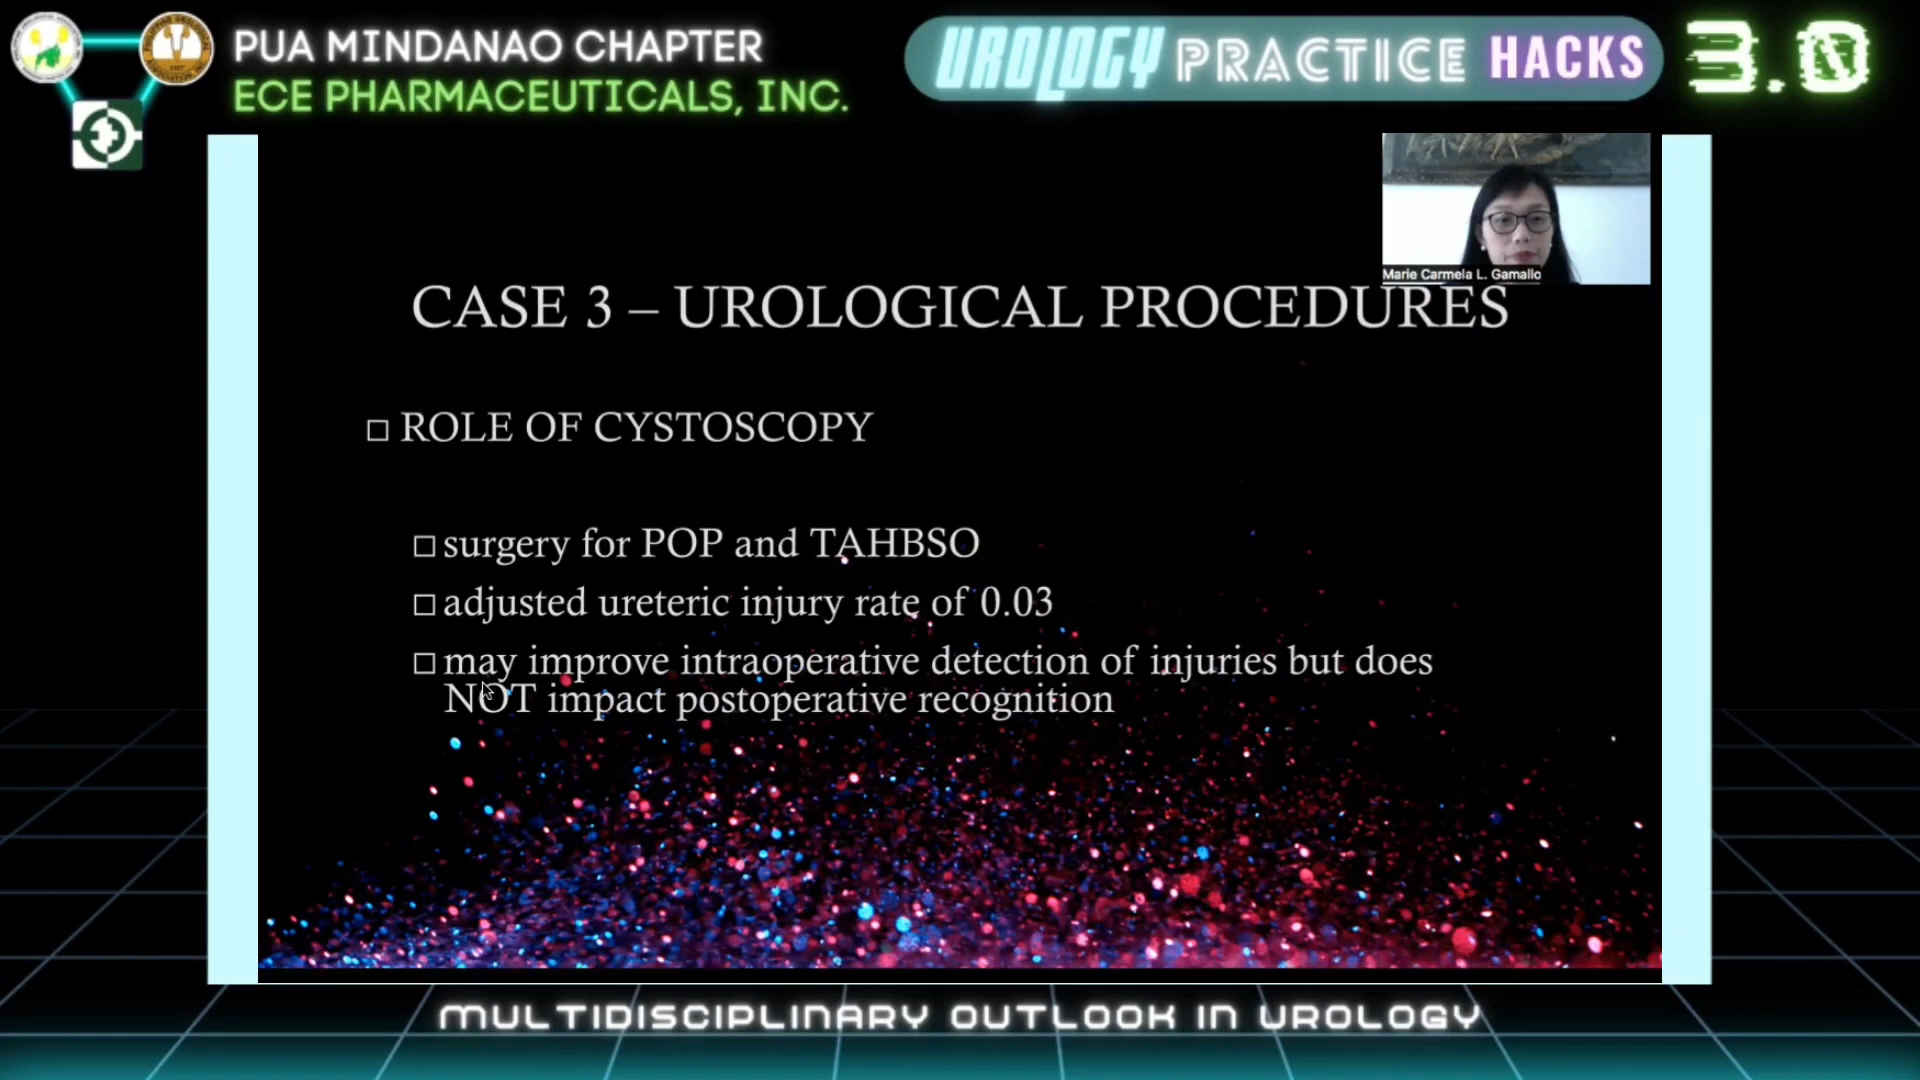 PUA MINDANAO CHAPTER
ECE PHARMACEUTICALS, INC.
UROLOGY PRACTICE HACKS 3.0
Marie Carmela L. Gamallo
CASE 3 – UROLOGICAL PROCEDURES
ROLE OF CYSTOSCOPY
surgery for POP and TAHBSO
adjusted ureteric injury rate of 0.03
may improve intraoperative detection of injuries but does
NOT impact postoperative recognition
MULTIDISCIPLINARY OUTLOOK IN UROLOGY